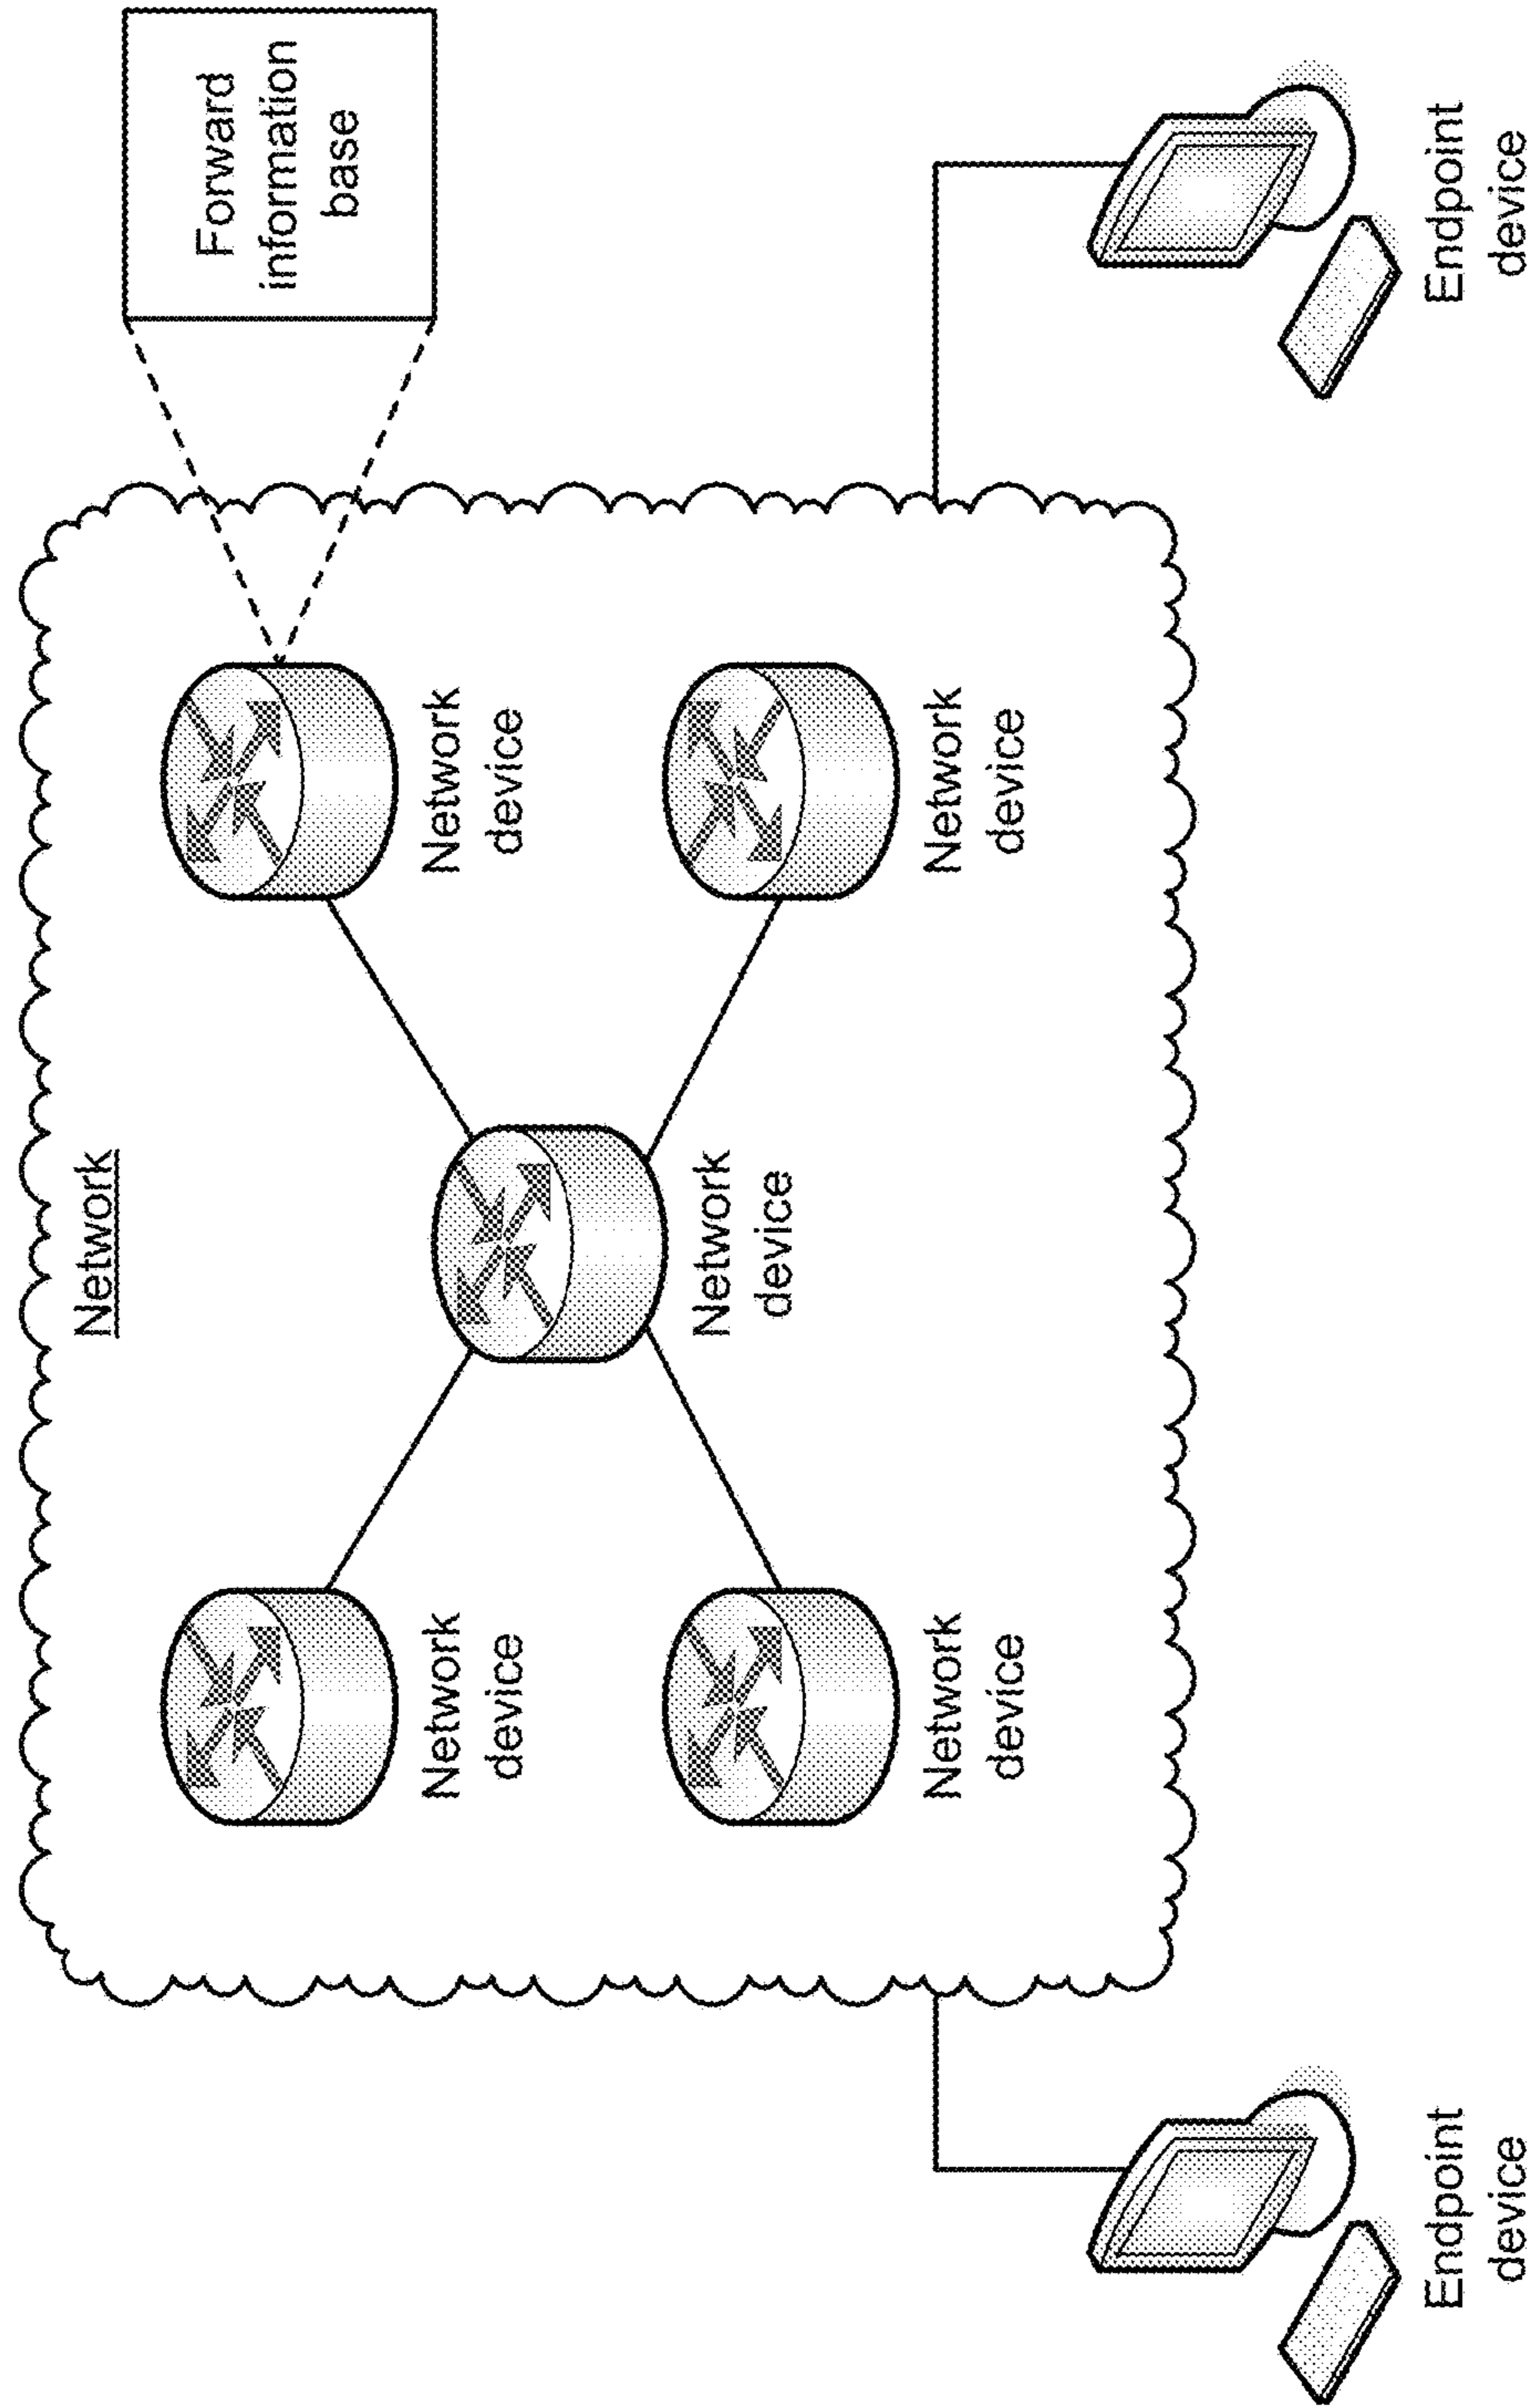 Network
Forward
information
base
Network
device
Network
device
Network
device
Network
device
Network
device
Endpoint
device
Endpoint
device